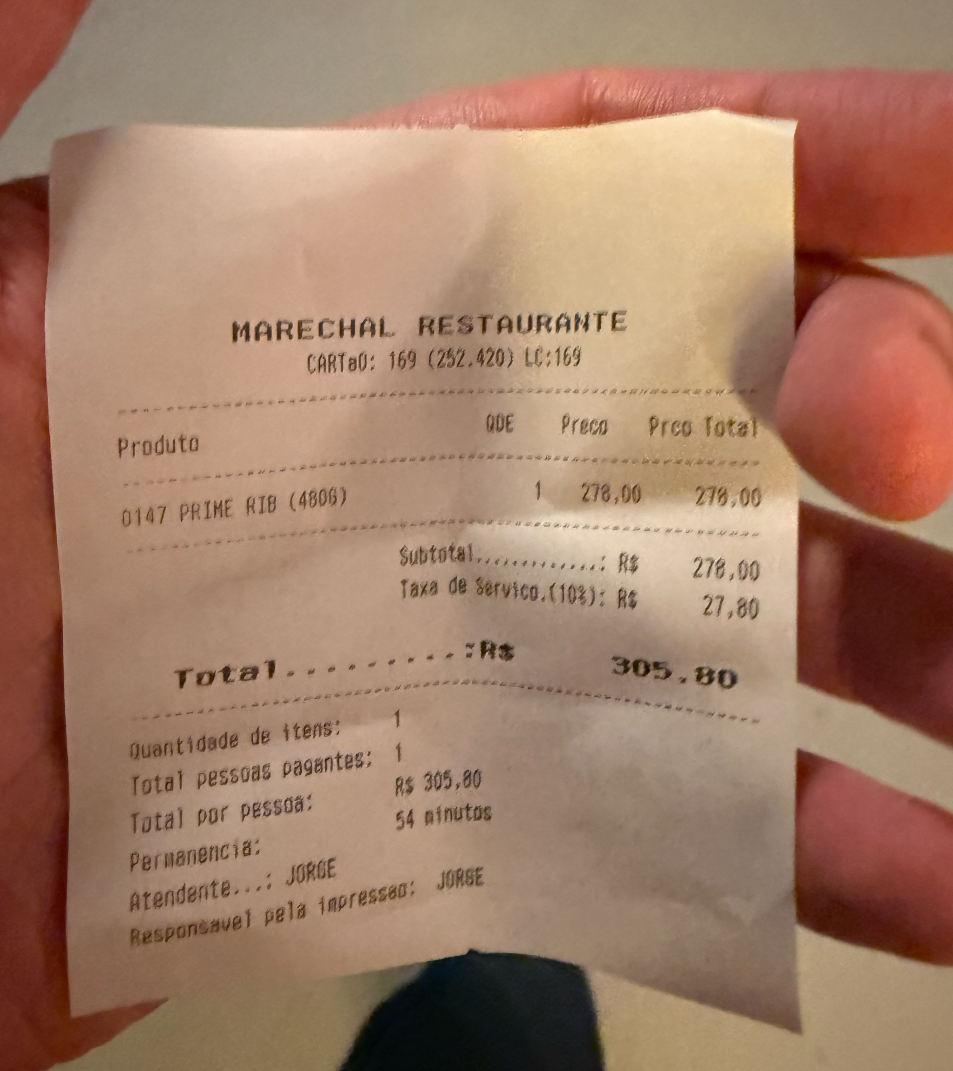 MARECHAL RESTAURANTE
CARTaO: 169 (252.420) LC:169
Produto QDE Preco Prco Total
0147 PRIME RIB (480G) 1 278,00 278,00
Subtotal.............: R$ 278,00
Taxa de Servico.(10%): R$ 27,80
Total.........:R$ 305,80
Quantidade de itens: 1
Total pessoas pagantes: 1
Total por pessoa: R$ 305,80
Permanencia: 54 minutos
Atendente...: JORGE
Responsavel pela impressao: JORGE